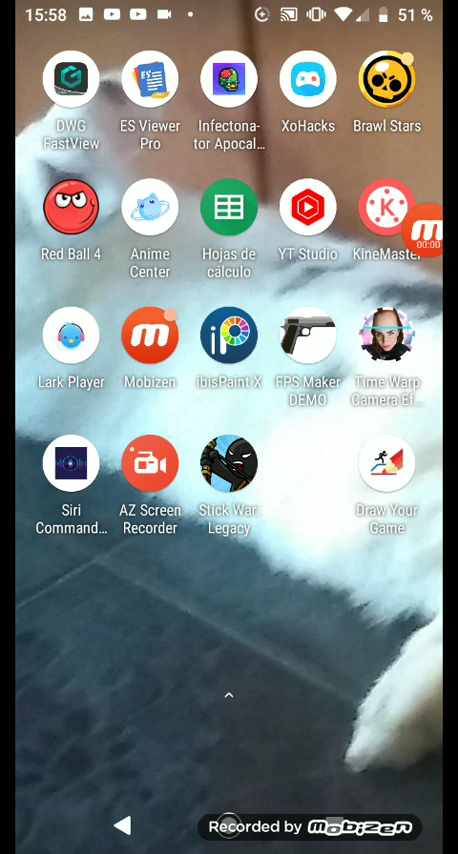 15:58
51 %
DWG FastView
ES Viewer Pro
Infectona-
tor Apocal...
XoHacks
Brawl Stars
Red Ball 4
Anime Center
Hojas de cálculo
YT Studio
KineMaster
00:00
Lark Player
Mobizen
ibisPaint X
FPS Maker DEMO
Time Warp Camera Ef...
Siri Command...
AZ Screen Recorder
Stick War: Legacy
Draw Your Game
Recorded by mobizen